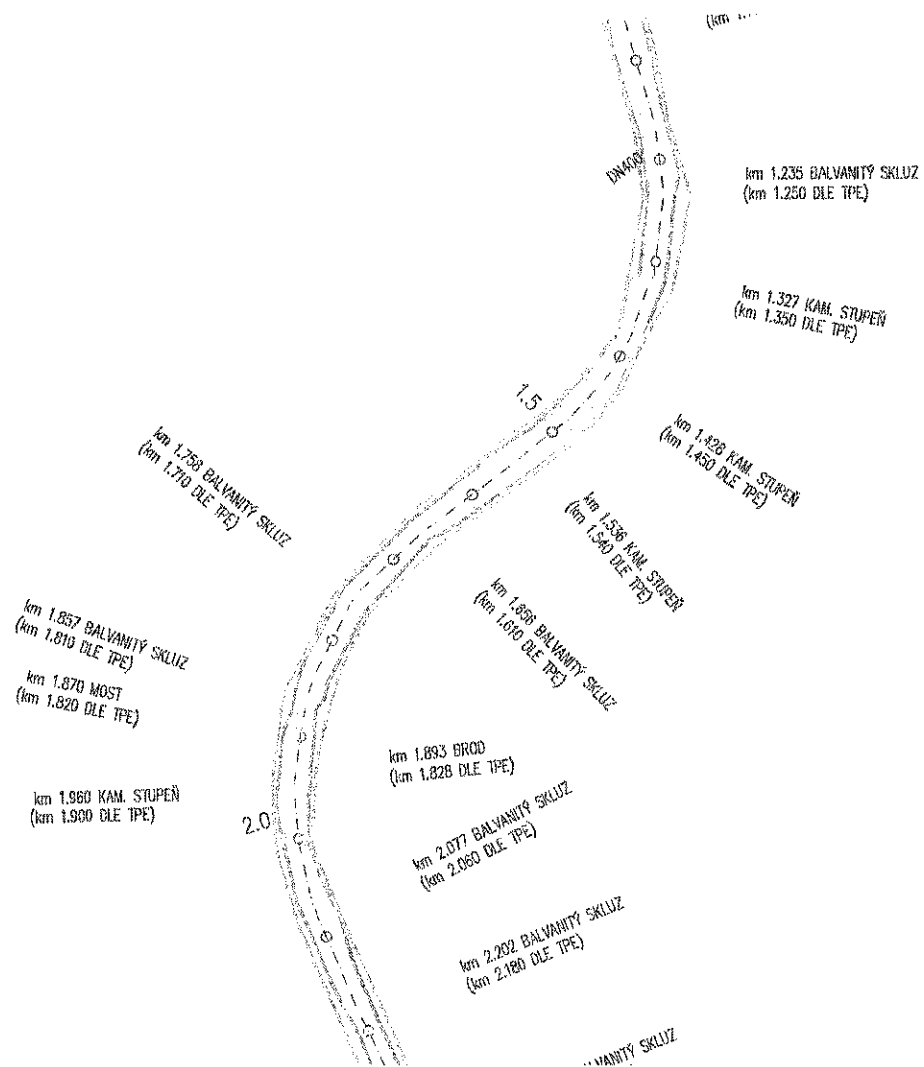 (km 1.
DN400
km 1.235 BALVANITÝ SKLUZ
(km 1.250 DLE TPE)
km 1.327 KAM. STUPEŇ
(km 1.350 DLE TPE)
1.5
km 1.428 KAM. STUPEŇ
(km 1.450 DLE TPE)
km 1.758 BALVANITÝ SKLUZ
(km 1.710 DLE TPE)
km 1.536 KAM. STUPEŇ
(km 1.540 DLE TPE)
km 1.656 BALVANITÝ SKLUZ
(km 1.610 DLE TPE)
km 1.857 BALVANITÝ SKLUZ
(km 1.810 DLE TPE)
km 1.870 MOST
(km 1.820 DLE TPE)
km 1.893 BROD
(km 1.828 DLE TPE)
km 1.960 KAM. STUPEŇ
(km 1.900 DLE TPE)
2.0
km 2.077 BALVANITÝ SKLUZ
(km 2.060 DLE TPE)
km 2.202 BALVANITÝ SKLUZ
(km 2.180 DLE TPE)
LVANITÝ SKLUZ